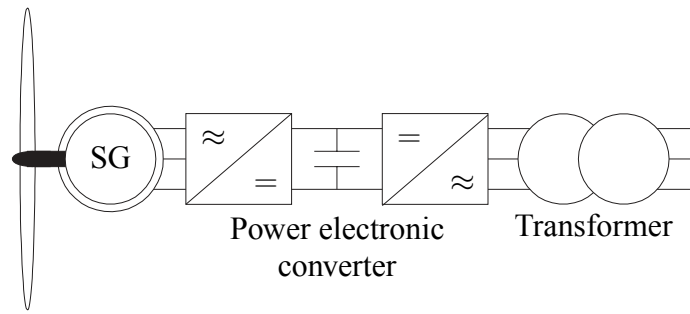 SG
≈
=
=
≈
Power electronic
converter
Transformer